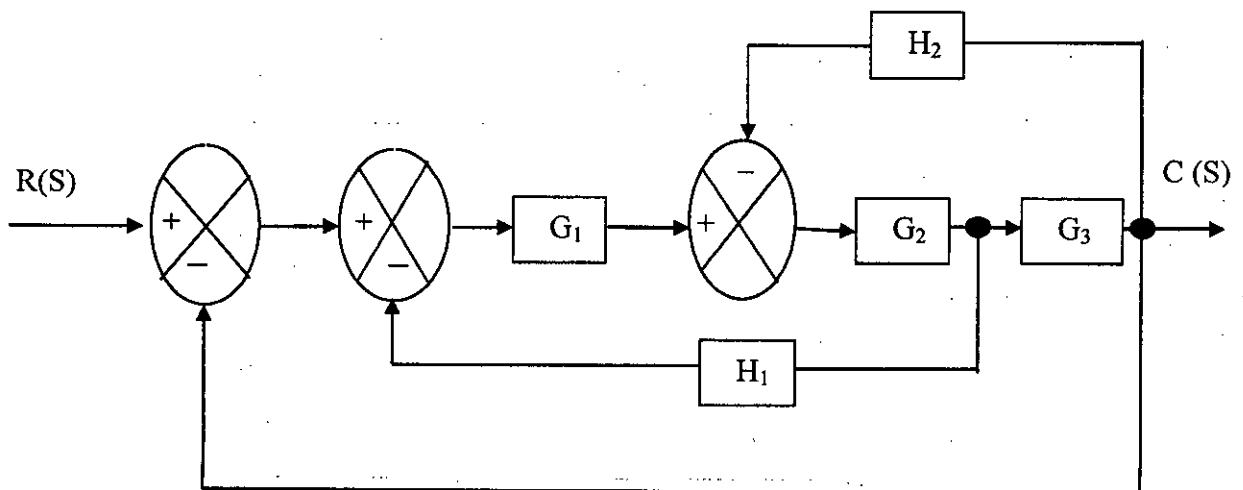 H₂
R(S)
C (S)
+
−
+
−
G₁
−
+
G₂
G₃
H₁